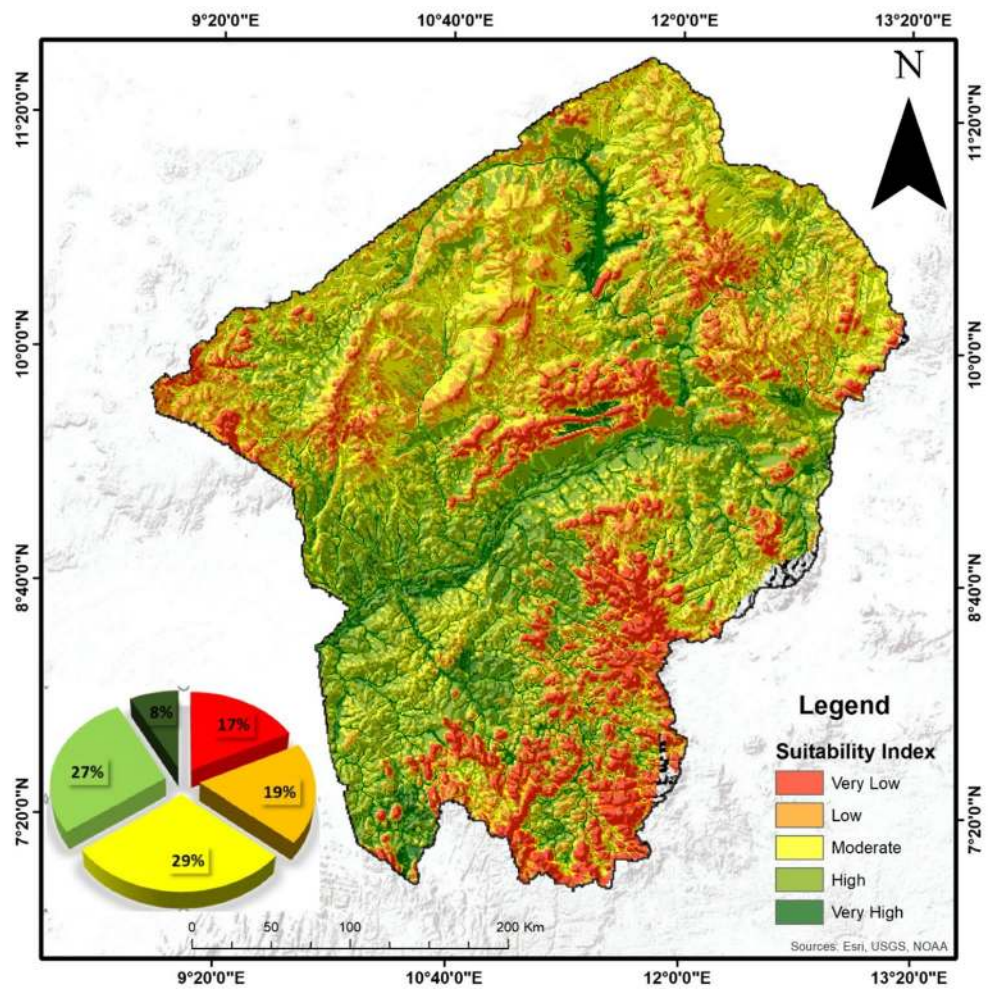 9°20'0"E
10°40'0"E
12°0'0"E
13°20'0"E
N
11°20'0"N
11°20'0"N
10°0'0"N
10°0'0"N
8°40'0"N
8°40'0"N
7°20'0"N
7°20'0"N
8%
17%
27%
19%
29%
Legend
Suitability Index
Very Low
Low
Moderate
High
Very High
0 50 100 200 Km
Sources: Esri, USGS, NOAA
9°20'0"E
10°40'0"E
12°0'0"E
13°20'0"E